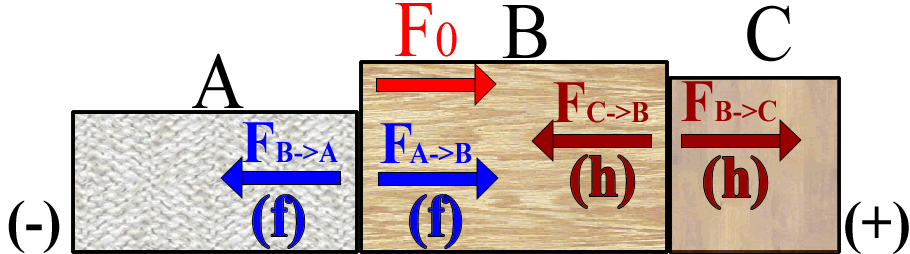 A
F0
B
C
FB->A
(f)
FA->B
(f)
FC->B
(h)
FB->C
(h)
(-)
(+)